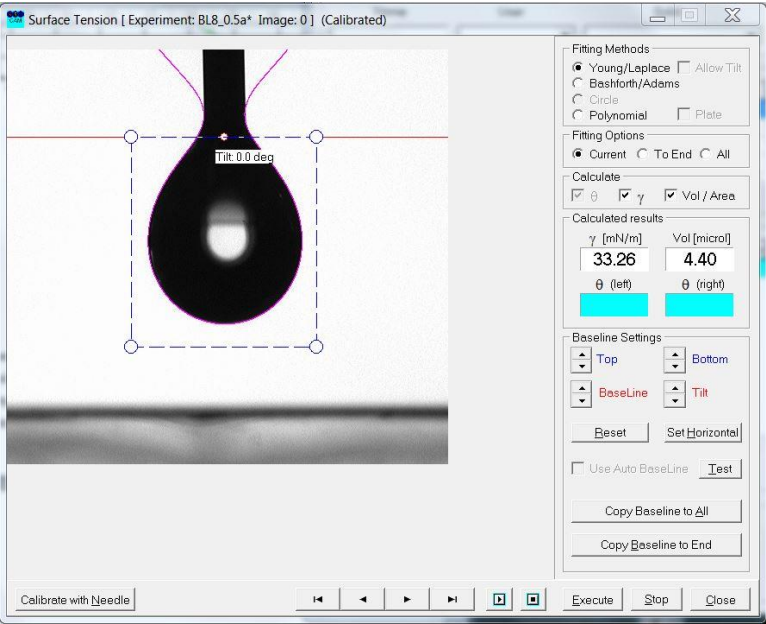 Surface Tension [ Experiment: BL8_0.5a* Image: 0 ] (Calibrated)
Tilt: 0.0 deg
Fitting Methods
Young/Laplace Allow Tilt
Bashforth/Adams
Circle
Polynomial Plate
Fitting Options
Current To End All
Calculate
θ γ Vol / Area
Calculated results
γ [mN/m] Vol [microl]
33.26 4.40
θ (left) θ (right)
Baseline Settings
Top Bottom
BaseLine Tilt
Reset Set Horizontal
Use Auto BaseLine Test
Copy Baseline to All
Copy Baseline to End
Calibrate with Needle Execute Stop Close